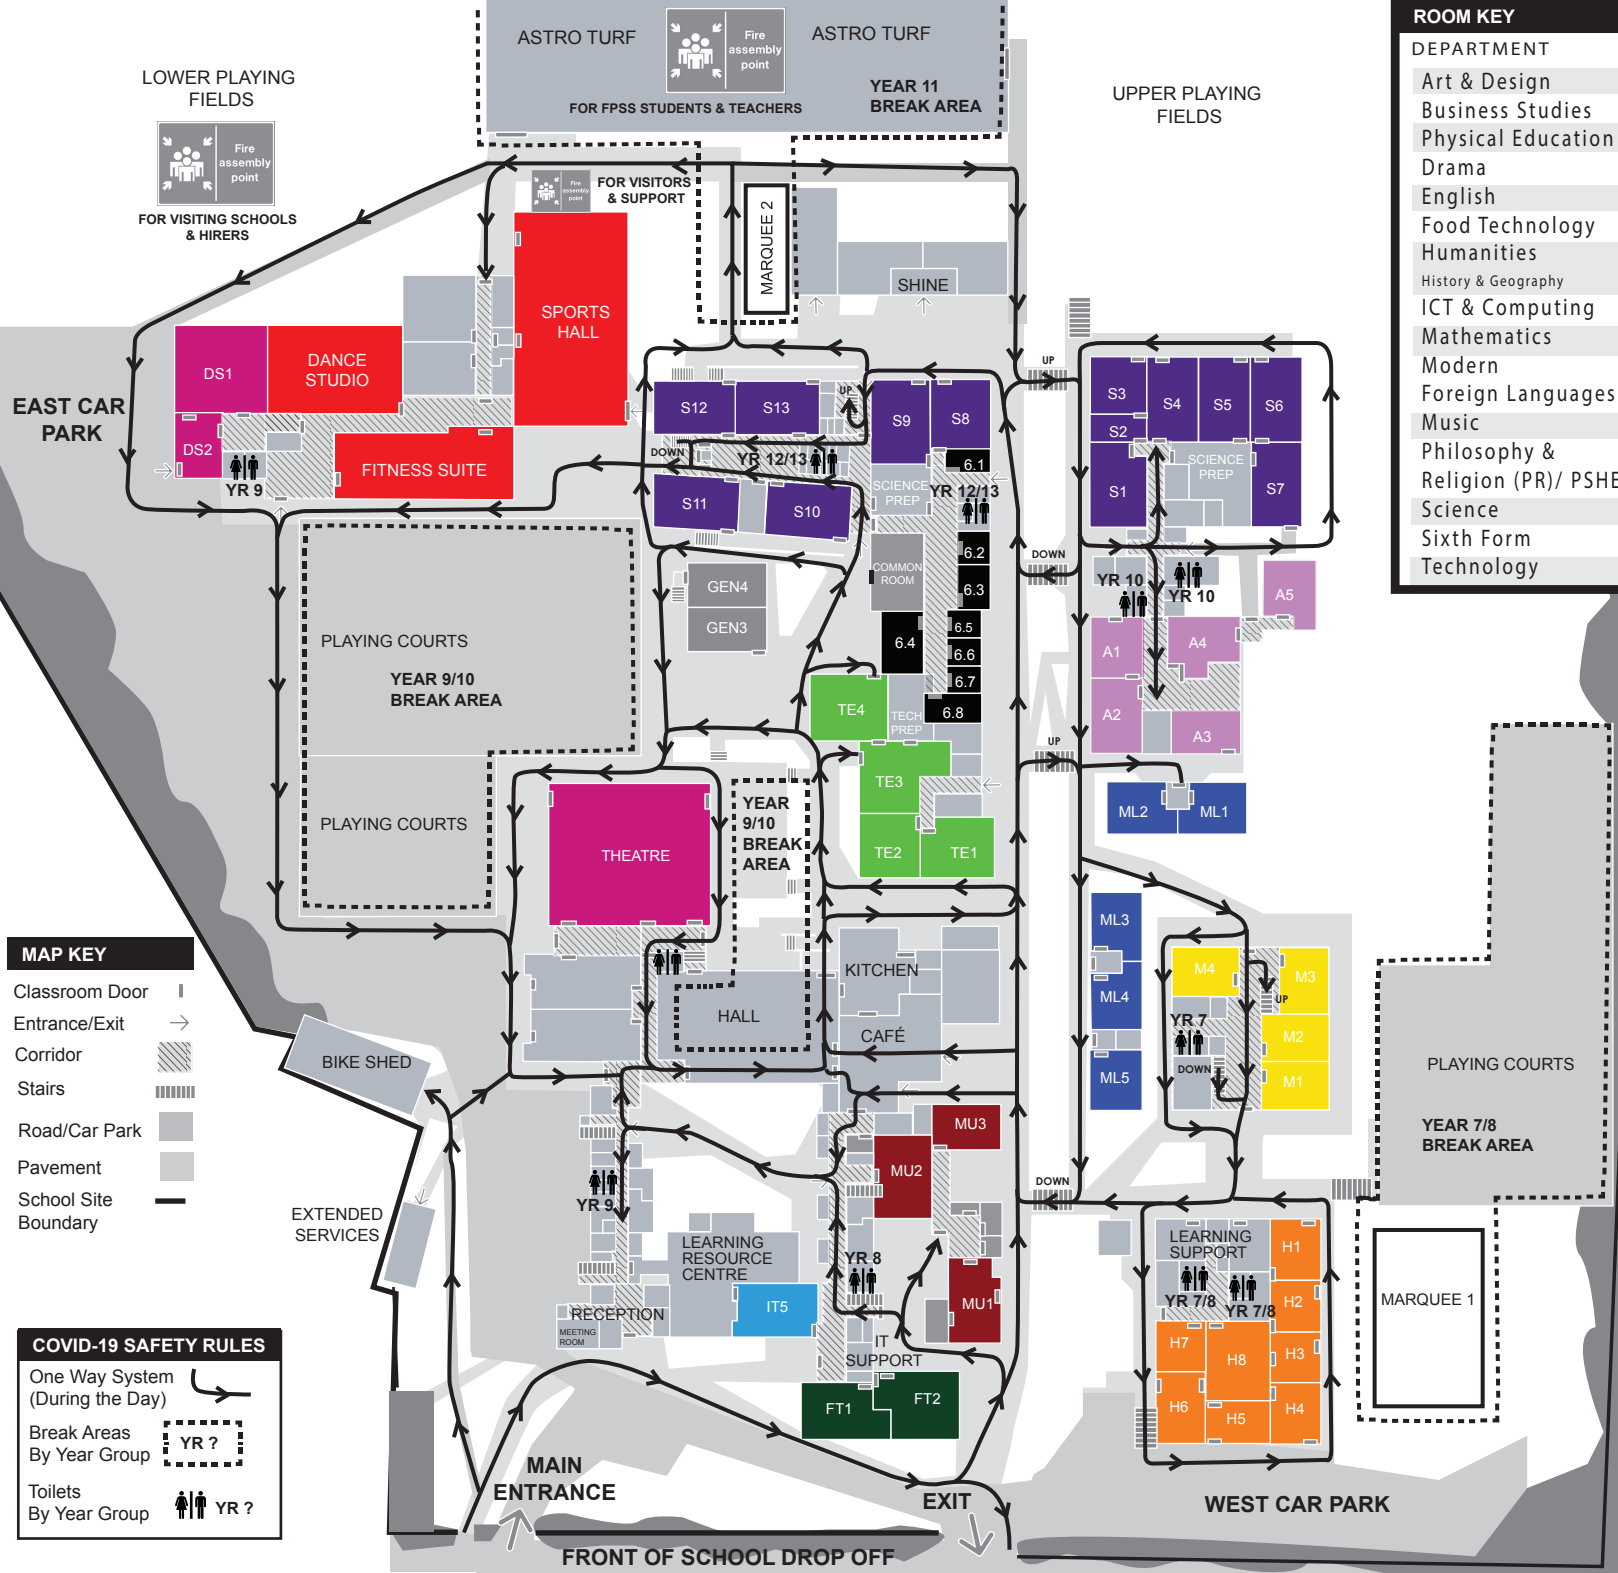 ASTRO TURF
Fire
assembly
point
ASTRO TURF
FOR FPSS STUDENTS & TEACHERS
YEAR 11
BREAK AREA
LOWER PLAYING
FIELDS
Fire
assembly
point
FOR VISITING SCHOOLS
& HIRERS
Fire
assembly
point
FOR VISITORS
& SUPPORT
UPPER PLAYING
FIELDS
ROOM KEY
DEPARTMENT
Art & Design
Business Studies
Physical Education
Drama
English
Food Technology
Humanities
History & Geography
ICT & Computing
Mathematics
Modern
Foreign Languages
Music
Philosophy &
Religion (PR)/ PSHE
Science
Sixth Form
Technology
MARQUEE 2
SHINE
SPORTS
HALL
DS1
DANCE
STUDIO
DS2
FITNESS SUITE
YR 9
EAST CAR
PARK
S12
S13
UP
S9
S8
DOWN
YR 12/13
SCIENCE
PREP
6.1
YR 12/13
S11
S10
COMMON
ROOM
6.2
6.3
6.4
6.5
6.6
6.7
6.8
GEN4
GEN3
UP
S3
S2
S4
S5
S6
S1
SCIENCE
PREP
S7
DOWN
YR 10
YR 10
A5
A1
A4
A2
A3
PLAYING COURTS
YEAR 9/10
BREAK AREA
PLAYING COURTS
TE4
TECH
PREP
TE3
TE2
TE1
UP
ML2
ML1
THEATRE
YEAR
9/10
BREAK
AREA
ML3
ML4
ML5
M4
M3
UP
YR 7
M2
DOWN
M1
KITCHEN
HALL
CAFÉ
PLAYING COURTS
YEAR 7/8
BREAK AREA
MAP KEY
Classroom Door
Entrance/Exit
Corridor
Stairs
Road/Car Park
Pavement
School Site
Boundary
BIKE SHED
EXTENDED
SERVICES
MU3
MU2
MU1
YR 9
LEARNING
RESOURCE
CENTRE
YR 8
IT5
RECEPTION
MEETING
ROOM
IT
SUPPORT
FT1
FT2
DOWN
LEARNING
SUPPORT
YR 7/8
YR 7/8
H1
H2
H3
H4
H5
H6
H7
H8
MARQUEE 1
COVID-19 SAFETY RULES
One Way System
(During the Day)
Break Areas
By Year Group
YR ?
Toilets
By Year Group
YR ?
MAIN
ENTRANCE
EXIT
WEST CAR PARK
FRONT OF SCHOOL DROP OFF